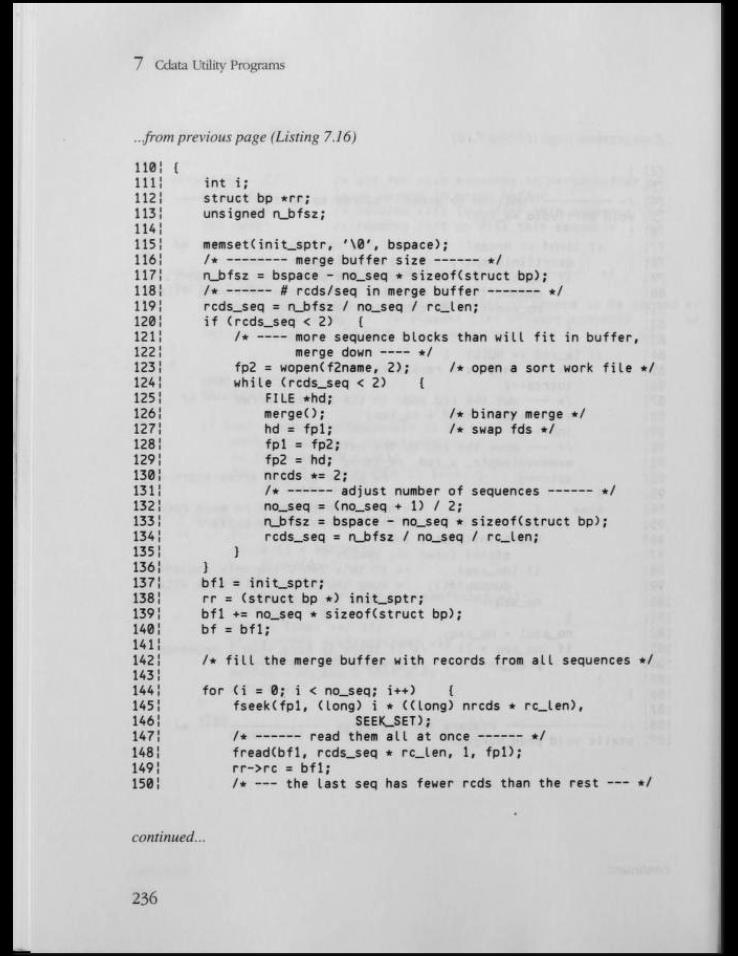 7 Cdata Utility Programs
...from previous page (Listing 7.16)
110¦ {
111¦     int i;
112¦     struct bp *rr;
113¦     unsigned n_bfsz;
114¦
115¦     memset(init_sptr, '\0', bspace);
116¦     /* -------- merge buffer size ------ */
117¦     n_bfsz = bspace - no_seq * sizeof(struct bp);
118¦     /* ------ # rcds/seq in merge buffer ------- */
119¦     rcds_seq = n_bfsz / no_seq / rc_len;
120¦     if (rcds_seq < 2)   {
121¦         /* ---- more sequence blocks than will fit in buffer,
122¦                 merge down ---- */
123¦         fp2 = wopen(f2name, 2);     /* open a sort work file */
124¦         while (rcds_seq < 2)    {
125¦             FILE *hd;
126¦             merge();                /* binary merge */
127¦             hd = fp1;               /* swap fds */
128¦             fp1 = fp2;
129¦             fp2 = hd;
130¦             nrcds *= 2;
131¦             /* ------ adjust number of sequences ------ */
132¦             no_seq = (no_seq + 1) / 2;
133¦             n_bfsz = bspace - no_seq * sizeof(struct bp);
134¦             rcds_seq = n_bfsz / no_seq / rc_len;
135¦         }
136¦     }
137¦     bf1 = init_sptr;
138¦     rr = (struct bp *) init_sptr;
139¦     bf1 += no_seq * sizeof(struct bp);
140¦     bf = bf1;
141¦
142¦     /* fill the merge buffer with records from all sequences */
143¦
144¦     for (i = 0; i < no_seq; i++)    {
145¦         fseek(fp1, (long) i * ((long) nrcds * rc_len),
146¦                         SEEK_SET);
147¦         /* ------ read them all at once ------ */
148¦         fread(bf1, rcds_seq * rc_len, 1, fp1);
149¦         rr->rc = bf1;
150¦         /* --- the last seq has fewer rcds than the rest --- */
continued...
236